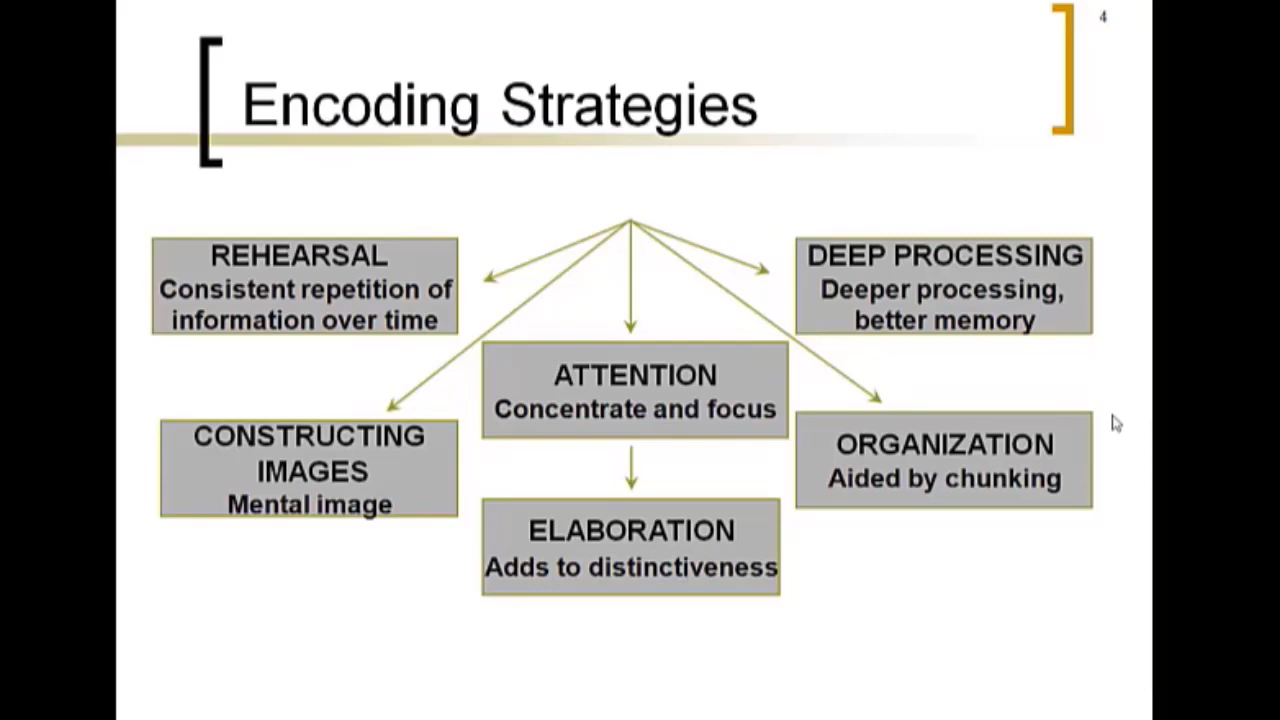 4
Encoding Strategies
REHEARSAL
Consistent repetition of
information over time
DEEP PROCESSING
Deeper processing,
better memory
ATTENTION
Concentrate and focus
CONSTRUCTING
IMAGES
Mental image
ORGANIZATION
Aided by chunking
ELABORATION
Adds to distinctiveness